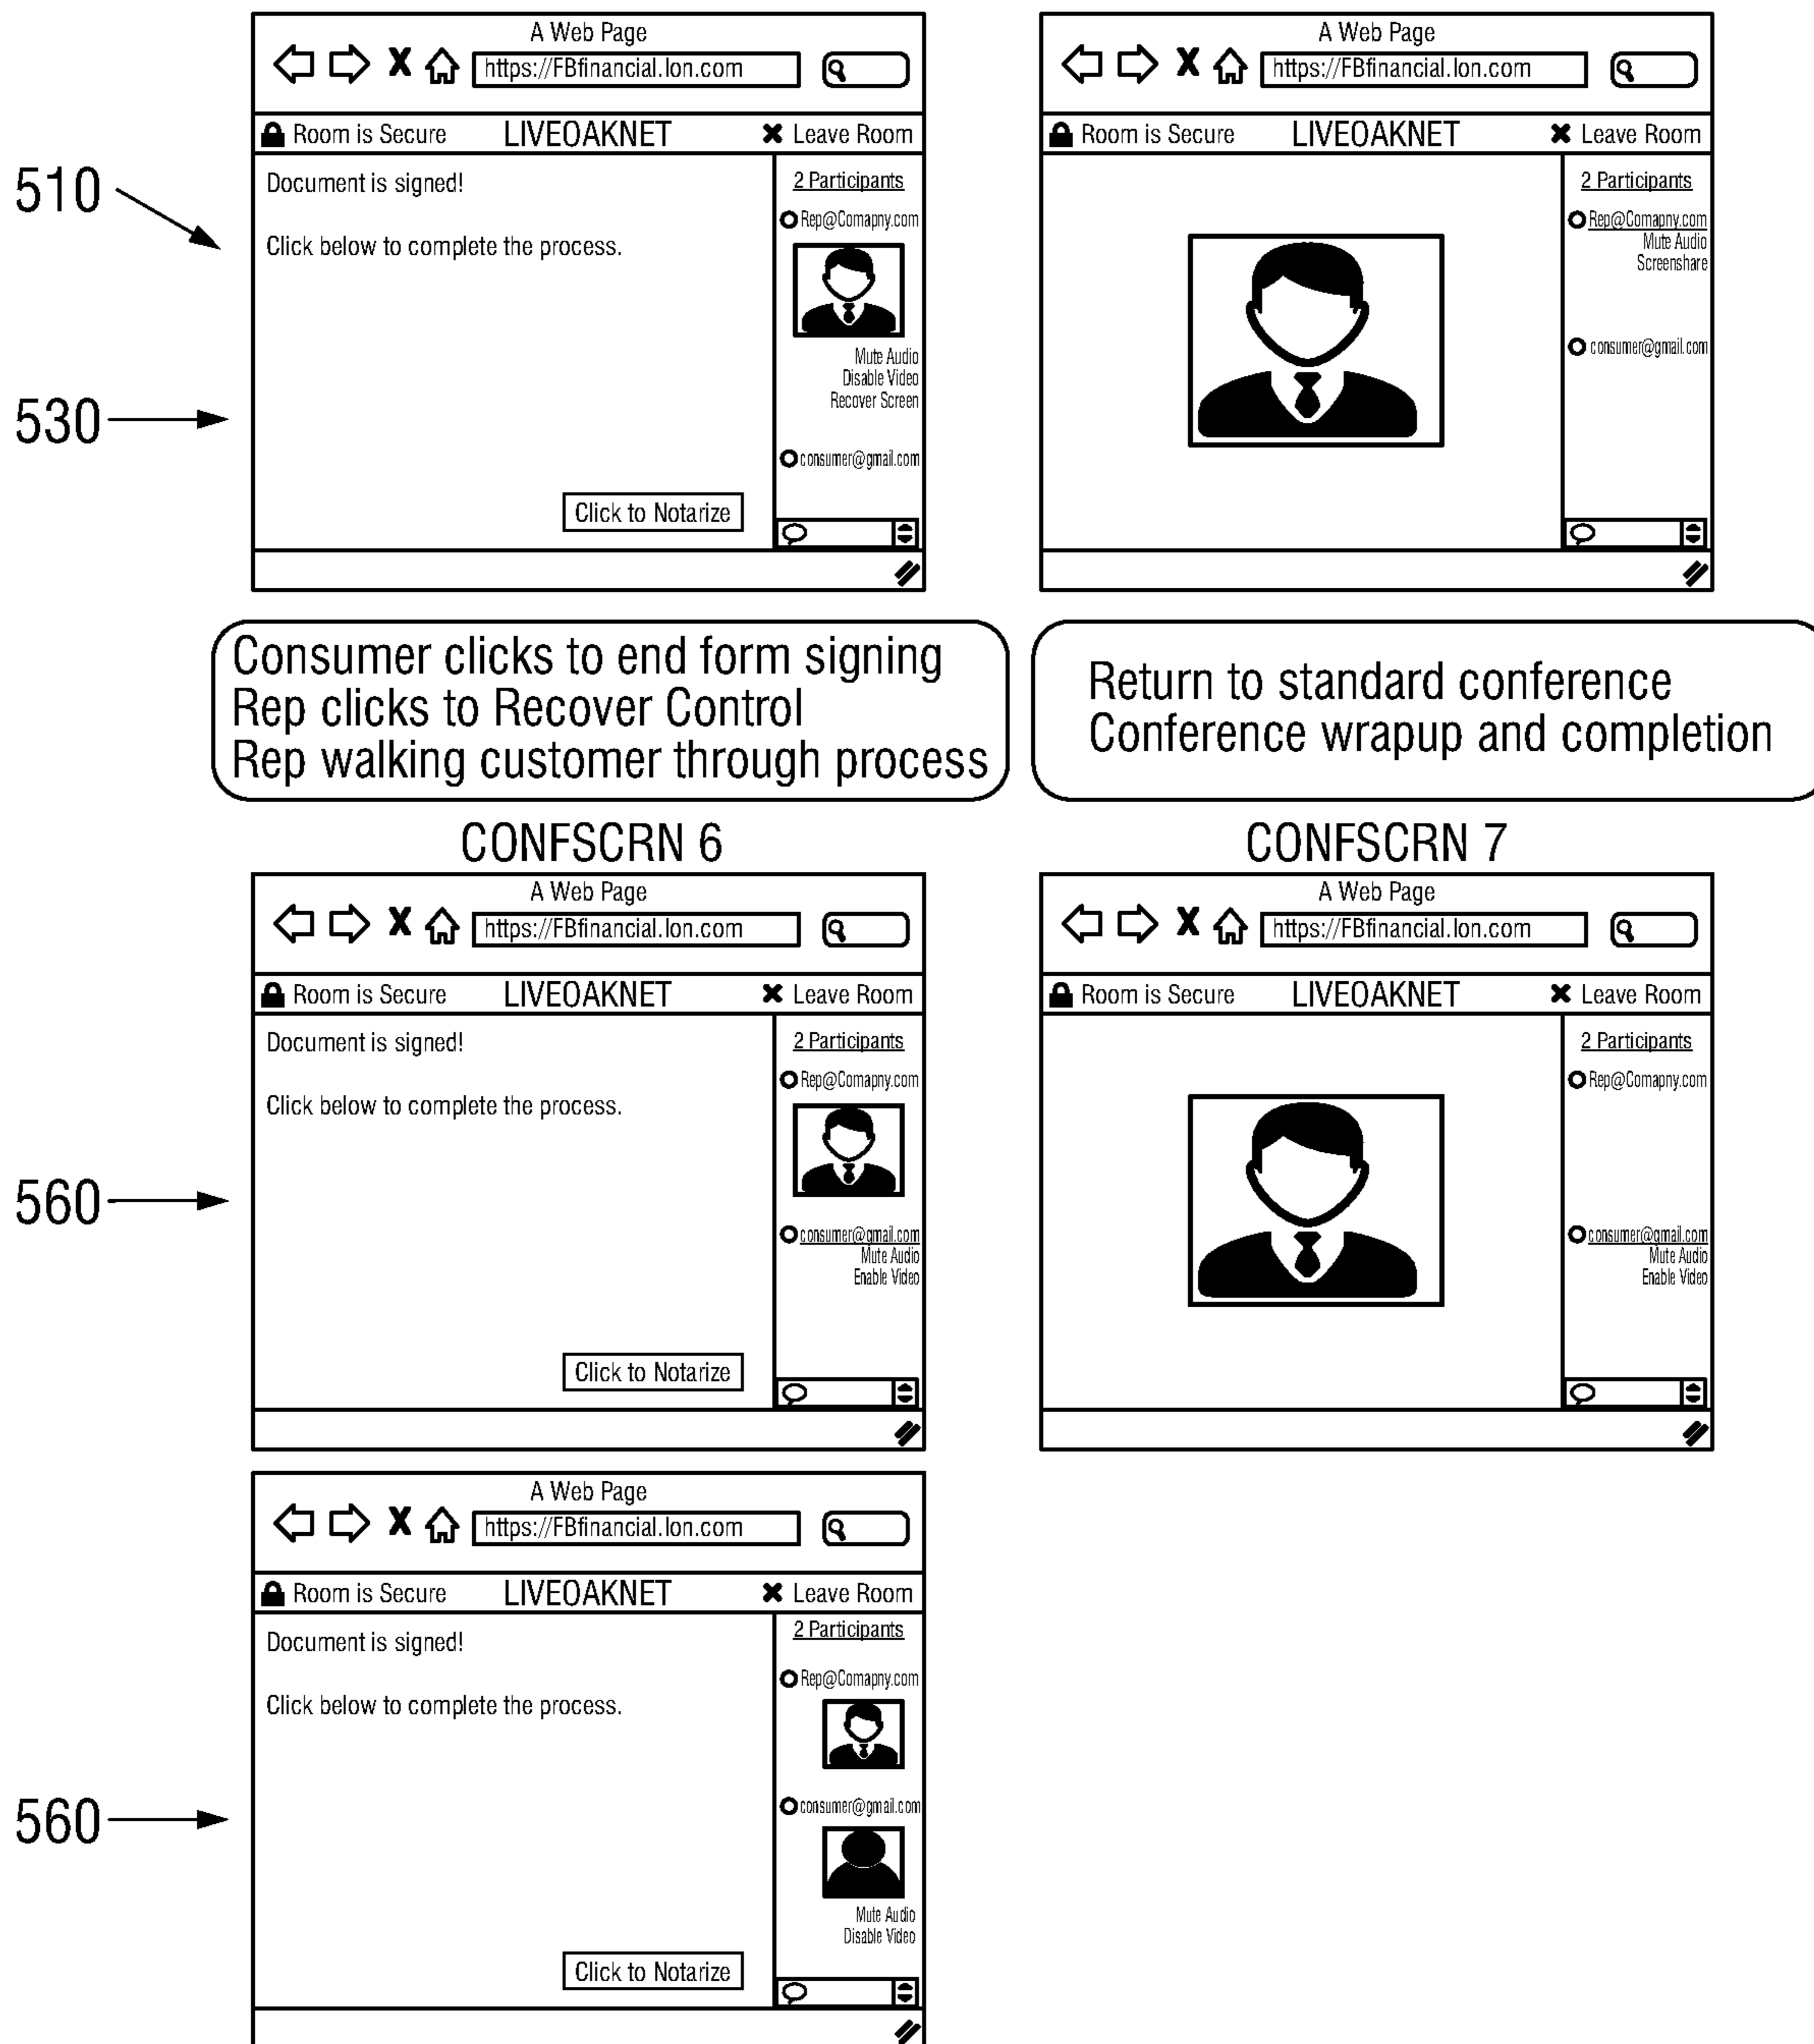 A Web Page
https://FBfinancial.lon.com
Room is Secure LIVEOAKNET Leave Room
510
Document is signed!
Click below to complete the process.
530
Click to Notarize
2 Participants
Rep@Comapny.com
Mute Audio
Disable Video
Recover Screen
consumer@gmail.com
A Web Page
https://FBfinancial.lon.com
Room is Secure LIVEOAKNET Leave Room
2 Participants
Rep@Comapny.com
Mute Audio
Screenshare
consumer@gmail.com
Consumer clicks to end form signing
Rep clicks to Recover Control
Rep walking customer through process
Return to standard conference
Conference wrapup and completion
CONFSCRN 6
A Web Page
https://FBfinancial.lon.com
Room is Secure LIVEOAKNET Leave Room
Document is signed!
Click below to complete the process.
560
Click to Notarize
2 Participants
Rep@Comapny.com
consumer@gmail.com
Mute Audio
Enable Video
CONFSCRN 7
A Web Page
https://FBfinancial.lon.com
Room is Secure LIVEOAKNET Leave Room
2 Participants
Rep@Comapny.com
consumer@gmail.com
Mute Audio
Enable Video
A Web Page
https://FBfinancial.lon.com
Room is Secure LIVEOAKNET Leave Room
Document is signed!
Click below to complete the process.
560
Click to Notarize
2 Participants
Rep@Comapny.com
consumer@gmail.com
Mute Audio
Disable Video